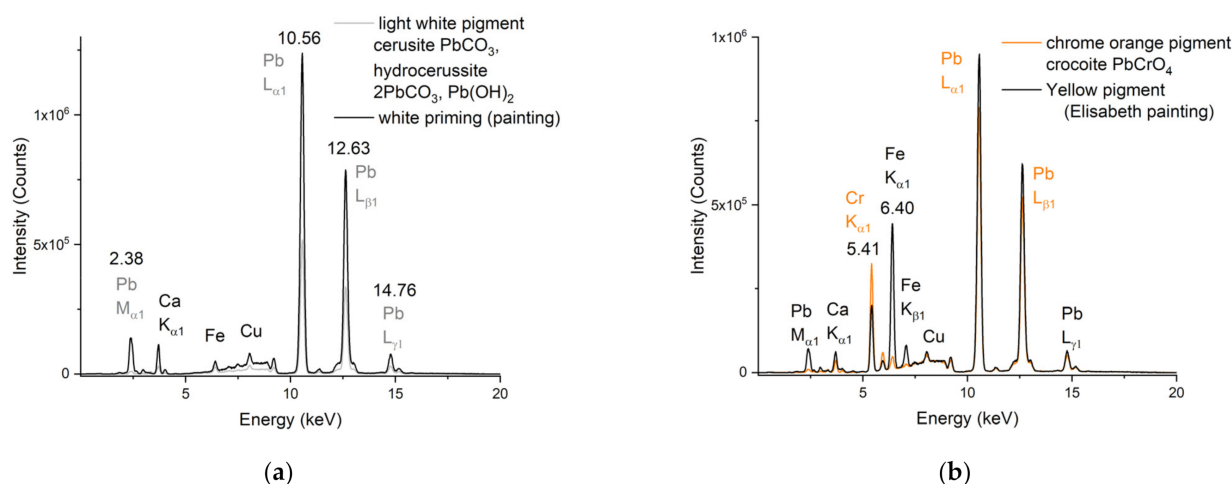 light white pigment
cerusite PbCO3,
hydrocerussite
2PbCO3, Pb(OH)2
white priming (painting)
10.56
Pb
Lα1
12.63
Pb
Lβ1
2.38
Pb
Mα1
Ca
Kα1
Fe
Cu
14.76
Pb
Lγ1
1x10^6
5x10^5
0
Intensity (Counts)
5
10
15
20
Energy (keV)
(a)
chrome orange pigment
crocoite PbCrO4
Yellow pigment
(Elisabeth painting)
Pb
Lα1
Fe
Kα1
6.40
Cr
Kα1
5.41
Pb
Lβ1
Fe
Kβ1
Pb
Mα1
Ca
Kα1
Cu
Pb
Lγ1
1x10^6
5x10^5
0
Intensity (Counts)
5
10
15
20
Energy (keV)
(b)